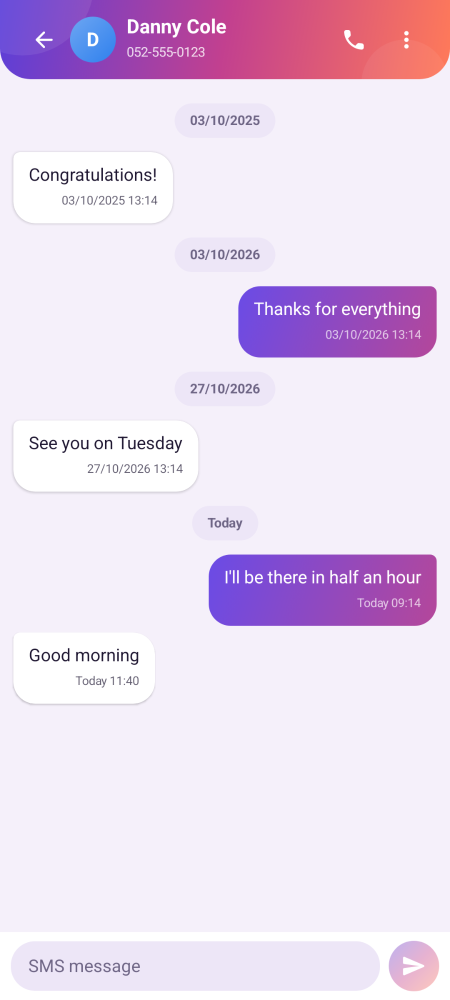 D
Danny Cole
052-555-0123
03/10/2025
Congratulations!
03/10/2025 13:14
03/10/2026
Thanks for everything
03/10/2026 13:14
27/10/2026
See you on Tuesday
27/10/2026 13:14
Today
I'll be there in half an hour
Today 09:14
Good morning
Today 11:40
SMS message